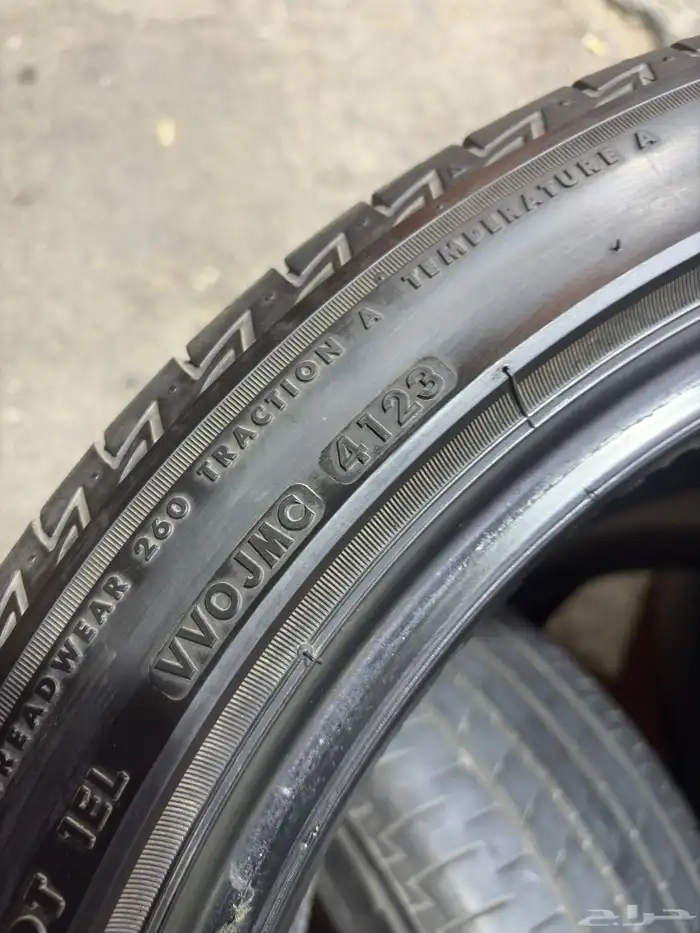 TREADWEAR 260 TRACTION A TEMPERATURE A
DOT 1EL VVOJMC 4123
حراج